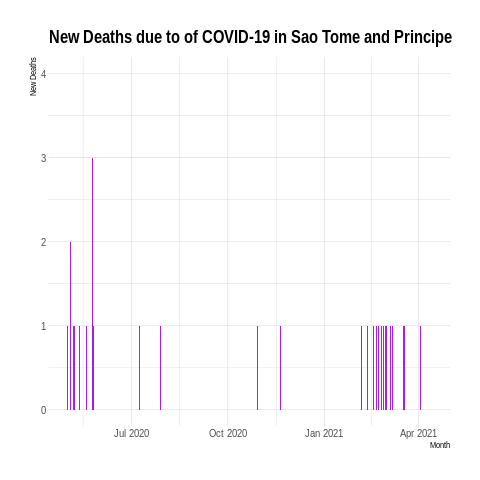 New Deaths due to of COVID-19 in Sao Tome and Principe
New Deaths
4
3
2
1
0
Jul 2020 Oct 2020 Jan 2021 Apr 2021
Month